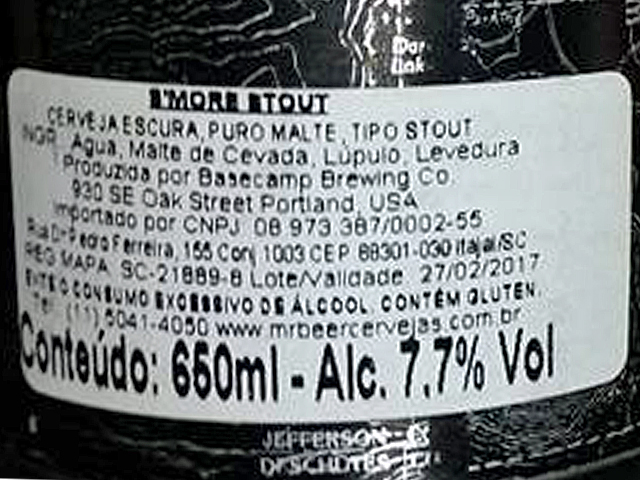 S'MORE STOUT
CERVEJA ESCURA, PURO MALTE, TIPO STOUT
INGR. Água, Malte de Cevada, Lúpulo, Levedura
Produzida por Basecamp Brewing Co
930 SE Oak Street Portland, USA
Importado por CNPJ 08 973 387/0002-55
Rua Dr Pedro Ferreira, 155 Conj 1003 CEP 88301-030 Itajaí/SC
REG MAPA SC-21889-8 Lote/Validade 27/02/2017
EVITE O CONSUMO EXCESSIVO DE ÁLCOOL. CONTÉM GLUTEN.
Tel (11) 5041-4050 www.mrbeercervejas.com.br
Conteúdo: 650ml - Alc. 7,7% Vol
JEFFERSON
DESCHUTES